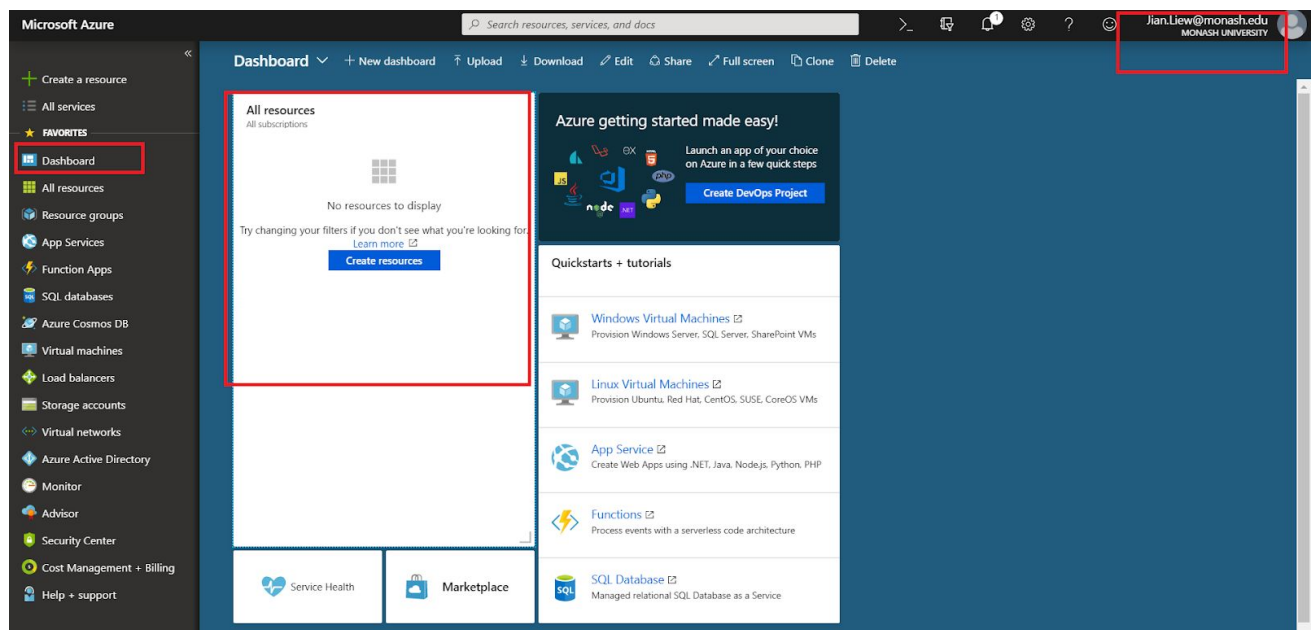 Microsoft Azure
Search resources, services, and docs
>_
1
?
Jian.Liew@monash.edu
MONASH UNIVERSITY
«
Create a resource
All services
FAVORITES
Dashboard
All resources
Resource groups
App Services
Function Apps
SQL databases
Azure Cosmos DB
Virtual machines
Load balancers
Storage accounts
Virtual networks
Azure Active Directory
Monitor
Advisor
Security Center
Cost Management + Billing
Help + support
Dashboard
+ New dashboard
Upload
Download
Edit
Share
Full screen
Clone
Delete
All resources
All subscriptions
No resources to display
Try changing your filters if you don't see what you're looking for.
Learn more
Create resources
Service Health
Marketplace
Azure getting started made easy!
Launch an app of your choice
on Azure in a few quick steps
Create DevOps Project
EX
5
JS
php
node
.NET
Quickstarts + tutorials
Windows Virtual Machines
Provision Windows Server, SQL Server, SharePoint VMs
Linux Virtual Machines
Provision Ubuntu, Red Hat, CentOS, SUSE, CoreOS VMs
App Service
Create Web Apps using .NET, Java, Node.js, Python, PHP
Functions
Process events with a serverless code architecture
SQL
SQL Database
Managed relational SQL Database as a Service